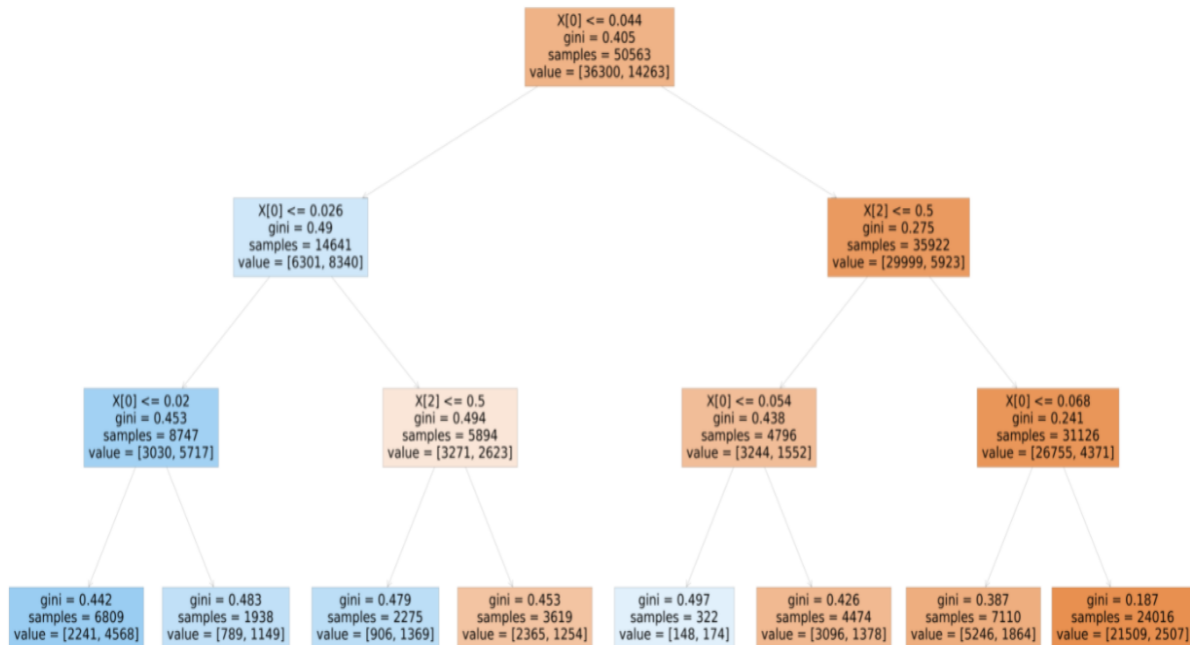 X[0] <= 0.044
gini = 0.405
samples = 50563
value = [36300, 14263]
X[0] <= 0.026
gini = 0.49
samples = 14641
value = [6301, 8340]
X[2] <= 0.5
gini = 0.275
samples = 35922
value = [29999, 5923]
X[0] <= 0.02
gini = 0.453
samples = 8747
value = [3030, 5717]
X[2] <= 0.5
gini = 0.494
samples = 5894
value = [3271, 2623]
X[0] <= 0.054
gini = 0.438
samples = 4796
value = [3244, 1552]
X[0] <= 0.068
gini = 0.241
samples = 31126
value = [26755, 4371]
gini = 0.442
samples = 6809
value = [2241, 4568]
gini = 0.483
samples = 1938
value = [789, 1149]
gini = 0.479
samples = 2275
value = [906, 1369]
gini = 0.453
samples = 3619
value = [2365, 1254]
gini = 0.497
samples = 322
value = [148, 174]
gini = 0.426
samples = 4474
value = [3096, 1378]
gini = 0.387
samples = 7110
value = [5246, 1864]
gini = 0.187
samples = 24016
value = [21509, 2507]